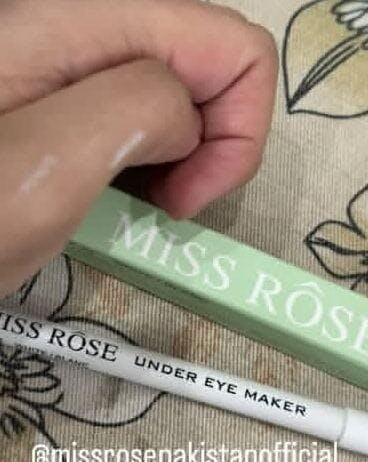 MISS RÔSE
ISS RÔSE UNDER EYE MAKER
@missrosepakistanofficial